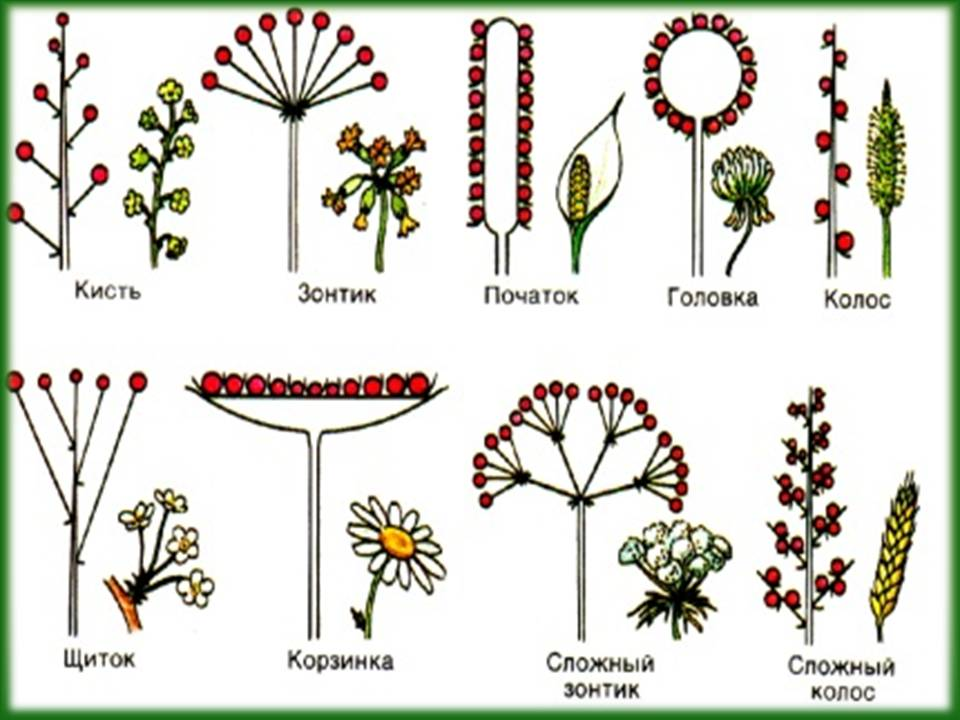 Кисть
Зонтик
Початок
Головка
Колос
Щиток
Корзинка
Сложный
зонтик
Сложный
колос